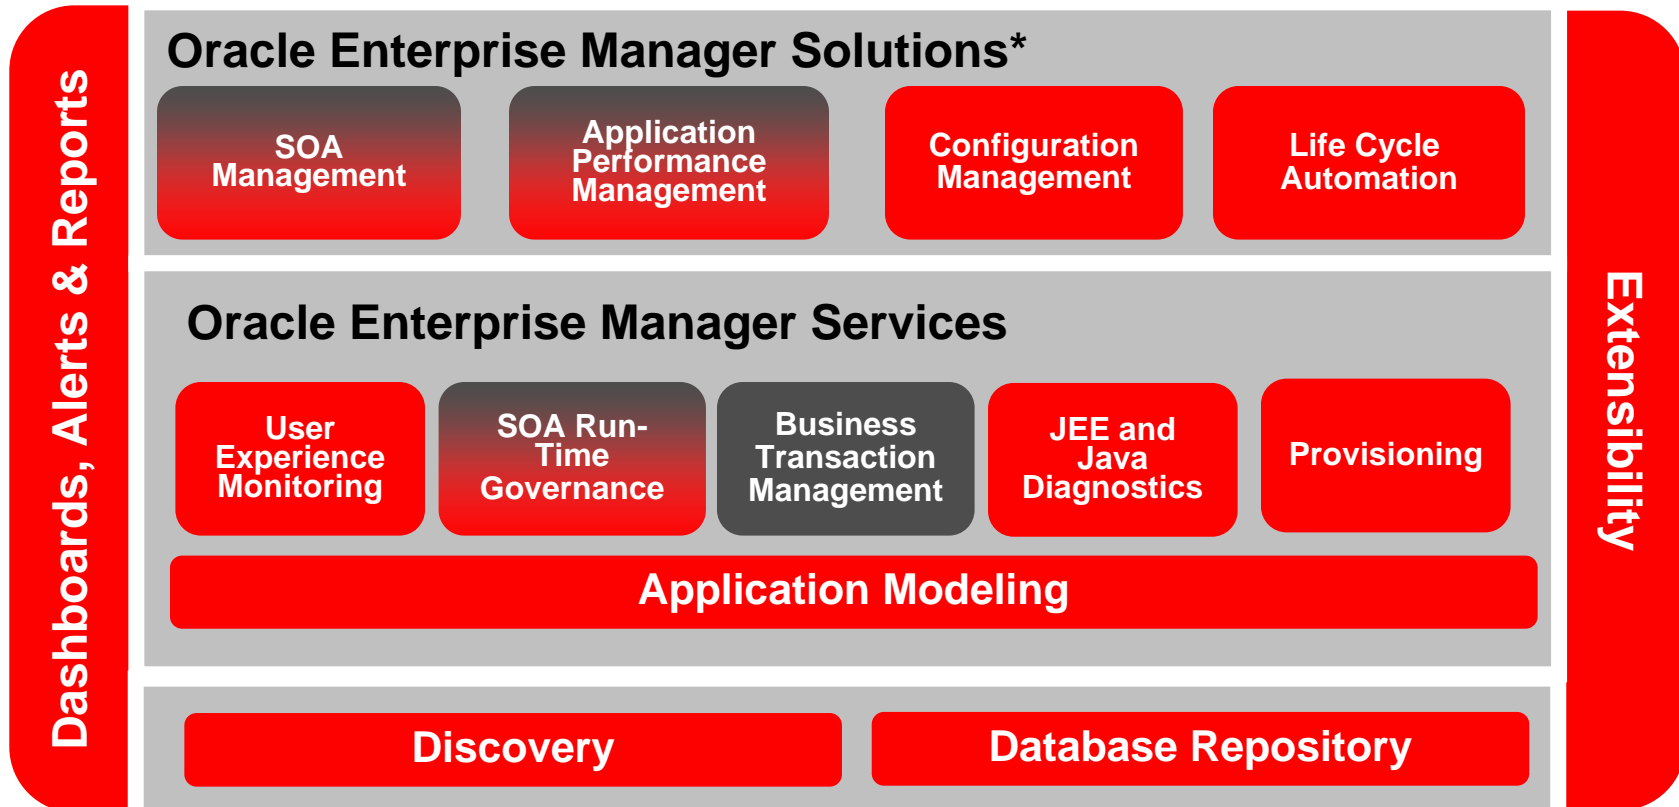 Dashboards, Alerts & Reports
Oracle Enterprise Manager Solutions*
SOA
Management
Application
Performance
Management
Configuration
Management
Life Cycle
Automation
Oracle Enterprise Manager Services
User
Experience
Monitoring
SOA Run-
Time
Governance
Business
Transaction
Management
JEE and
Java
Diagnostics
Provisioning
Application Modeling
Discovery
Database Repository
Extensibility